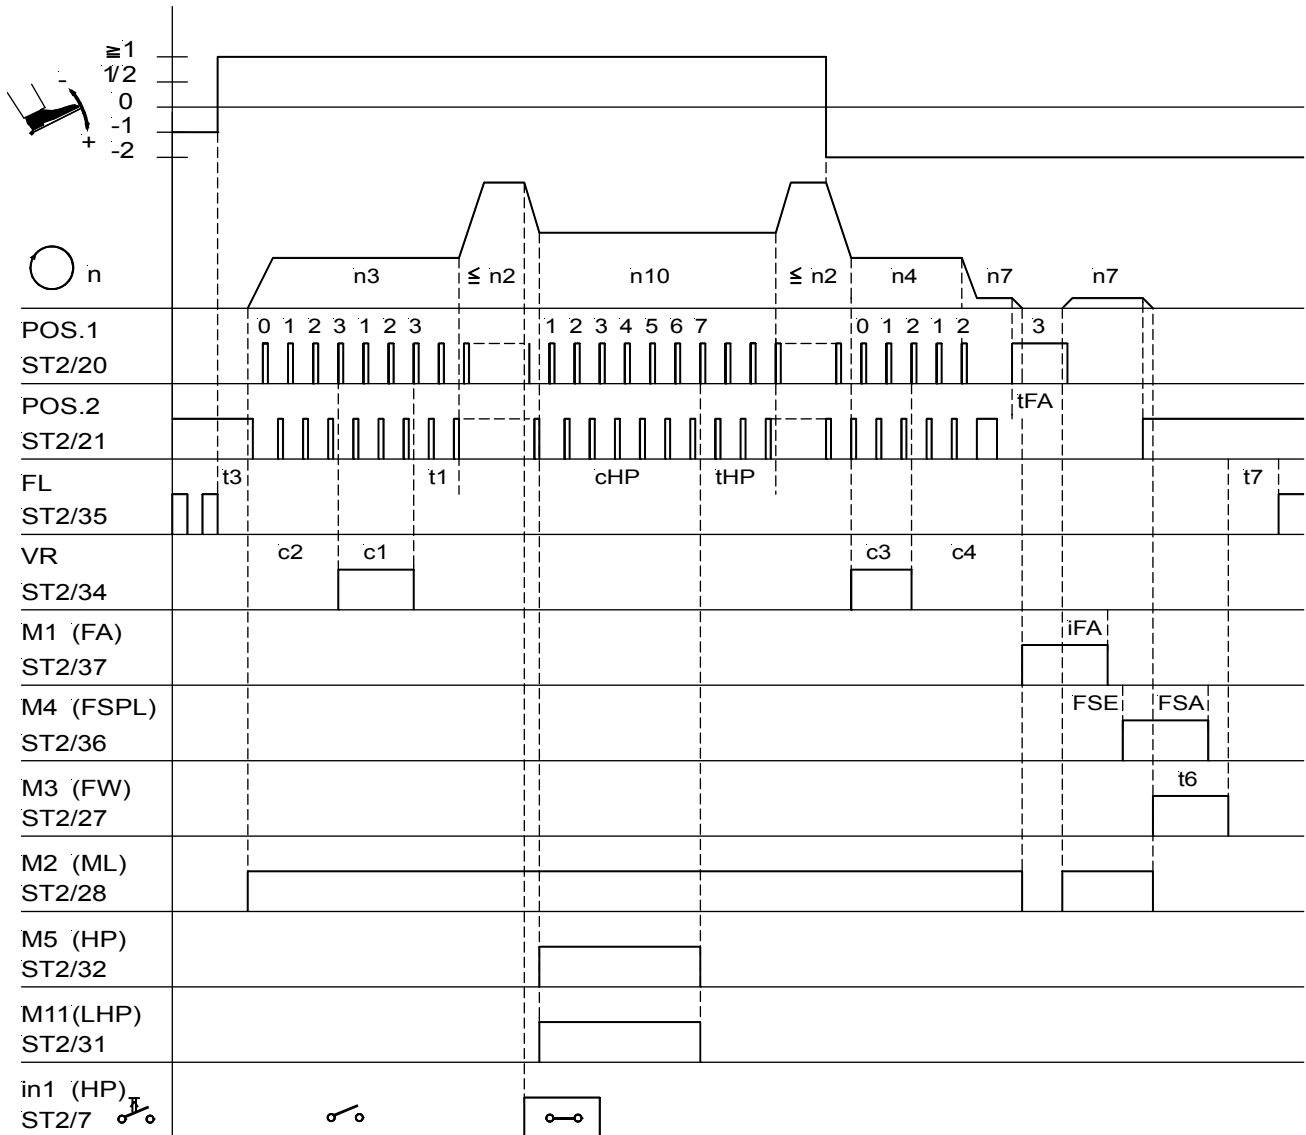 ≧1
1/2
0
-1
-2
-
+
n
n3 ≦ n2 n10 ≦ n2 n4 n7 n7
POS.1 0 1 2 3 1 2 3 1 2 3 4 5 6 7 0 1 2 1 2 3
ST2/20
POS.2 tFA
ST2/21
FL t3 t1 cHP tHP t7
ST2/35
VR c2 c1 c3 c4
ST2/34
M1 (FA) iFA
ST2/37
M4 (FSPL) FSE FSA
ST2/36
M3 (FW) t6
ST2/27
M2 (ML)
ST2/28
M5 (HP)
ST2/32
M11(LHP)
ST2/31
in1 (HP)
ST2/7